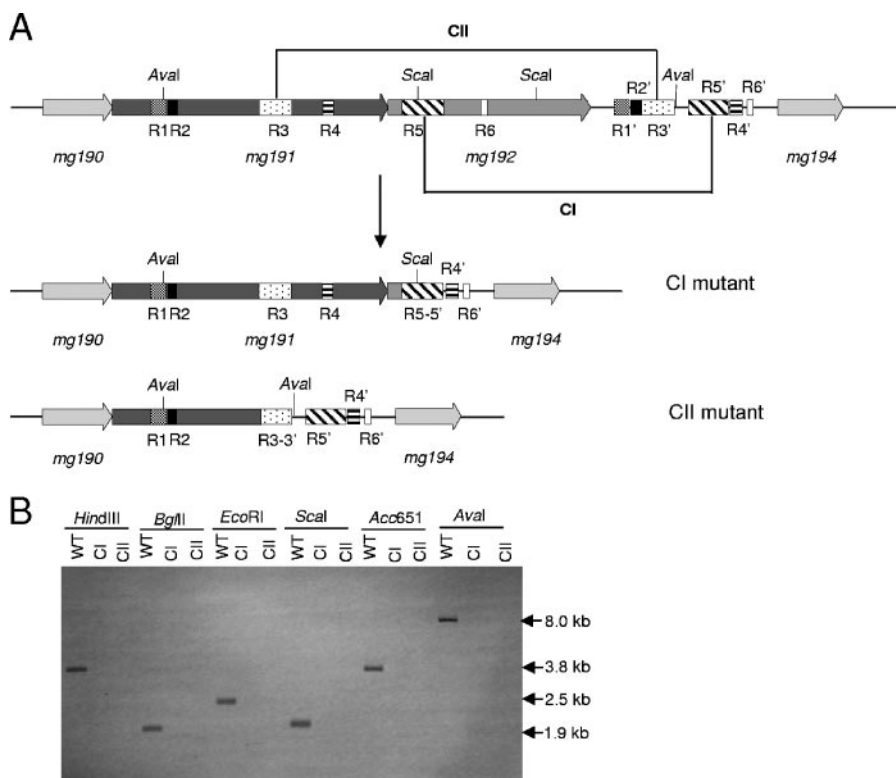 A
CII
AvaI ScaI ScaI R2' AvaI R5' R6'
R1 R2 R3 R4 R5 R6 R1' R3' R4'
mg190 mg191 mg192 mg194
CI
AvaI ScaI R4'
CI mutant
R1 R2 R3 R4 R5-5' R6'
mg190 mg191 mg194
AvaI AvaI R4'
CII mutant
R1 R2 R3-3' R5' R6'
mg190 mg194
B
HindIII BglII EcoRI ScaI Acc651 AvaI
WT CI CII WT CI CII WT CI CII WT CI CII WT CI CII WT CI CII
8.0 kb
3.8 kb
2.5 kb
1.9 kb